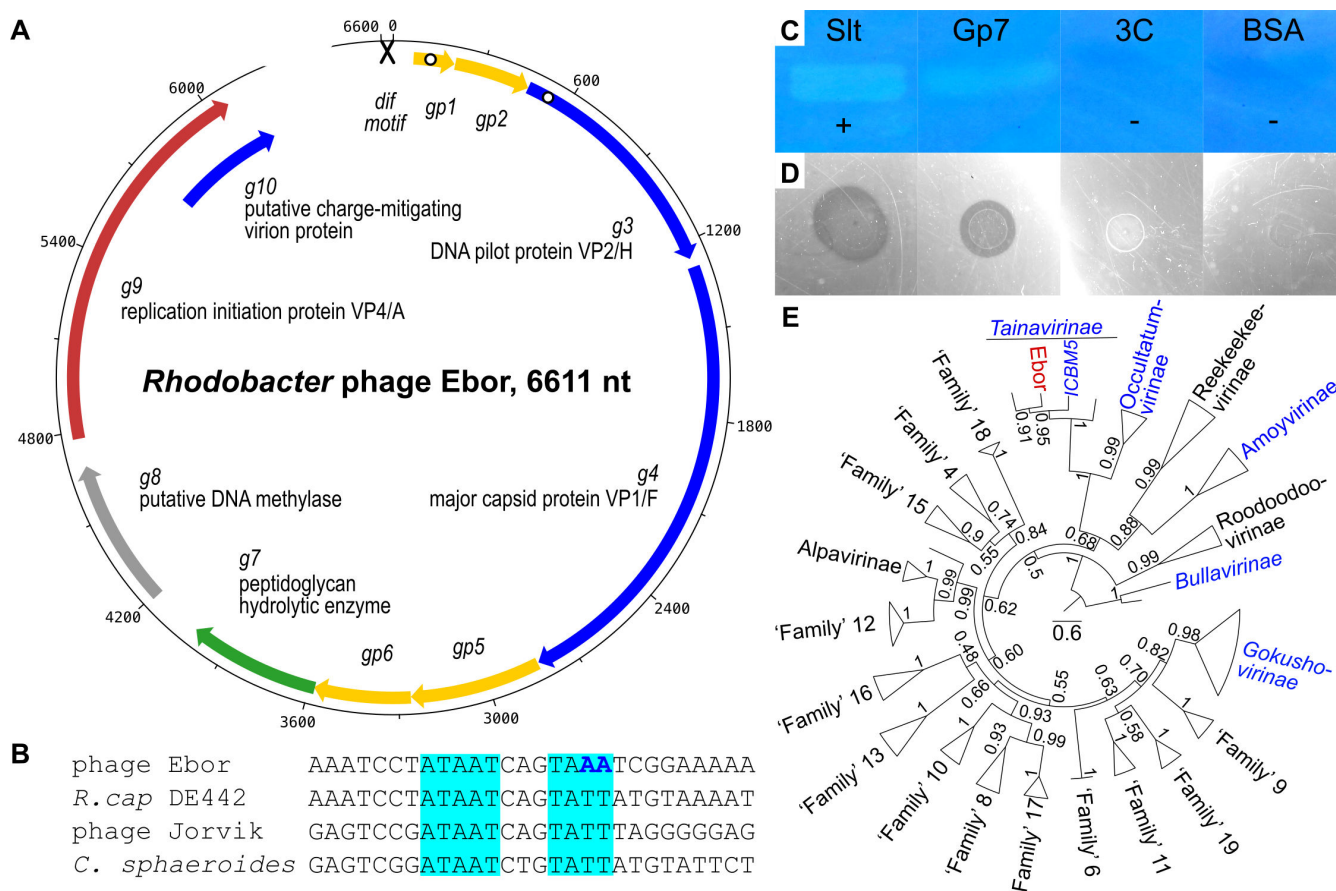 A
6600 0
dif
motif
gp1
gp2
600
1200
1800
2400
3000
3600
4200
4800
5400
6000
g10
putative charge-mitigating
virion protein
g3
DNA pilot protein VP2/H
g9
replication initiation protein VP4/A
Rhodobacter phage Ebor, 6611 nt
g8
putative DNA methylase
g4
major capsid protein VP1/F
g7
peptidoglycan
hydrolytic enzyme
gp6
gp5
B
phage Ebor AAATCCTATAATCAGTAAATCGGAAAAA
R.cap DE442 AAATCCTATAATCAGTATTATGTAAAAT
phage Jorvik GAGTCCGATAATCAGTATTTAGGGGGAG
C. sphaeroides GAGTCGGATAATCTGTATTATGTATTCT
C
Slt Gp7 3C BSA
+ - -
D
E
Tainavirinae
Ebor
ICBM5
Occultatum-
virinae
Reekeekee-
virinae
Amoyvirinae
Roodoodoo-
virinae
Bullavirinae
Gokusho-
virinae
'Family' 9
'Family' 19
'Family' 11
'Family' 6
'Family' 17
'Family' 8
'Family' 10
'Family' 13
'Family' 16
'Family' 12
Alpavirinae
'Family' 15
'Family' 4
'Family' 18
0.91
0.95
1
0.99
1
0.99
1
0.88
0.68
1
0.99
1
0.5
0.84
1
0.74
0.9
0.55
0.62
0.99
0.99
1
1
0.60
0.48
1
0.66
1
1
0.93
0.93
0.99
1
0.55
1
0.63
0.70
0.58
1
1
0.82
1
0.98
0.6